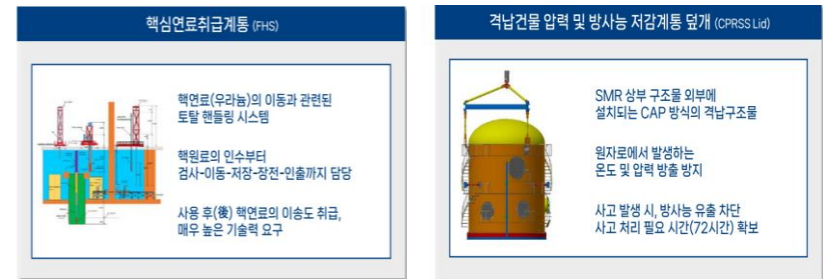 핵심연료취급계통 (FHS)
핵연료(우라늄)의 이동과 관련된
토탈 핸들링 시스템
핵원료의 인수부터
검사-이동-저장-장전-인출까지 담당
사용 후(後) 핵연료의 이송도 취급,
매우 높은 기술력 요구
격납건물 압력 및 방사능 저감계통 덮개 (CPRSS Lid)
SMR 상부 구조물 외부에
설치되는 CAP 방식의 격납구조물
원자로에서 발생하는
온도 및 압력 방출 방지
사고 발생 시, 방사능 유출 차단
사고 처리 필요 시간(72시간) 확보